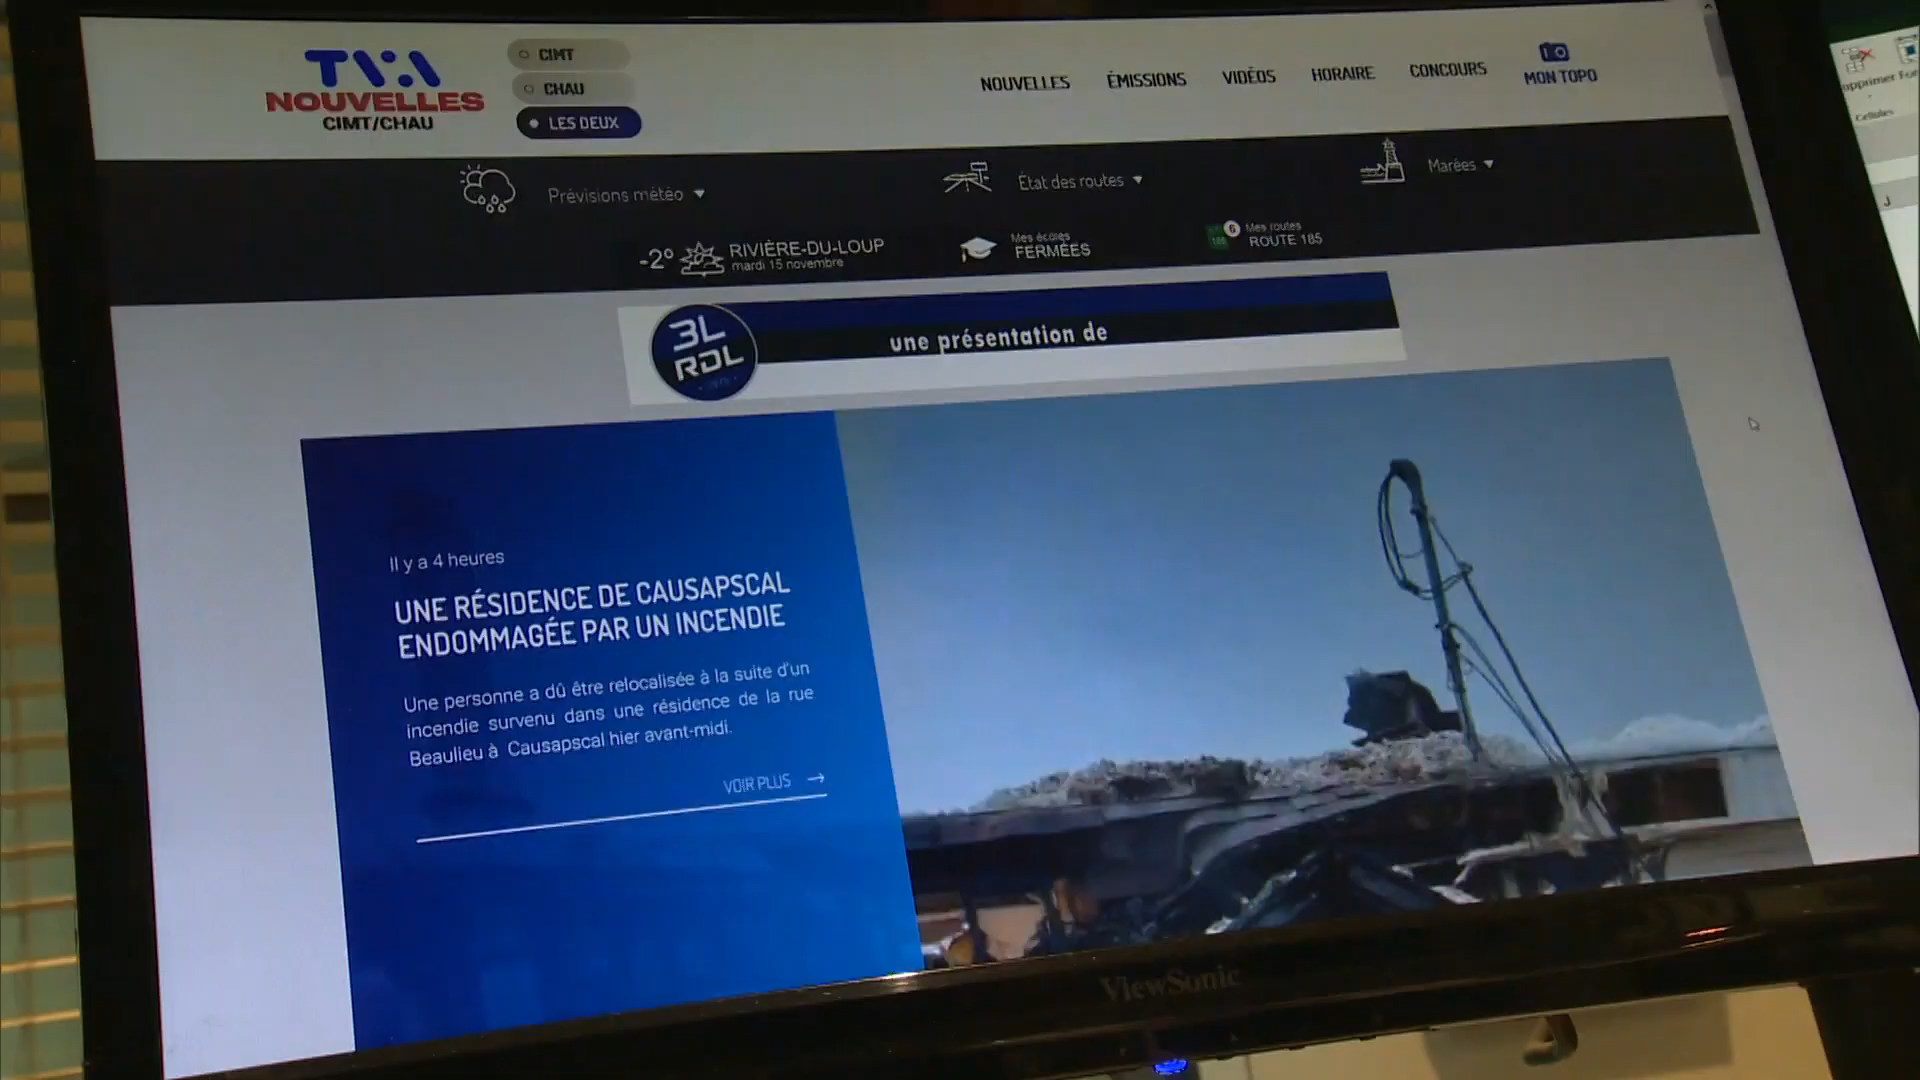 TVA
NOUVELLES
CIMT/CHAU
CIMT
CHAU
LES DEUX
NOUVELLES
ÉMISSIONS
VIDÉOS
HORAIRE
CONCOURS
MON TOPO
Prévisions météo
État des routes
Marées
-2°
RIVIÈRE-DU-LOUP
mardi 15 novembre
Mes écoles
FERMÉES
185
6
Mes routes
ROUTE 185
3L
RDL
une présentation de
Il y a 4 heures
UNE RÉSIDENCE DE CAUSAPSCAL
ENDOMMAGÉE PAR UN INCENDIE
Une personne a dû être relocalisée à la suite d'un
incendie survenu dans une résidence de la rue
Beaulieu à Causapscal hier avant-midi.
VOIR PLUS →
ViewSonic
Cellules
J